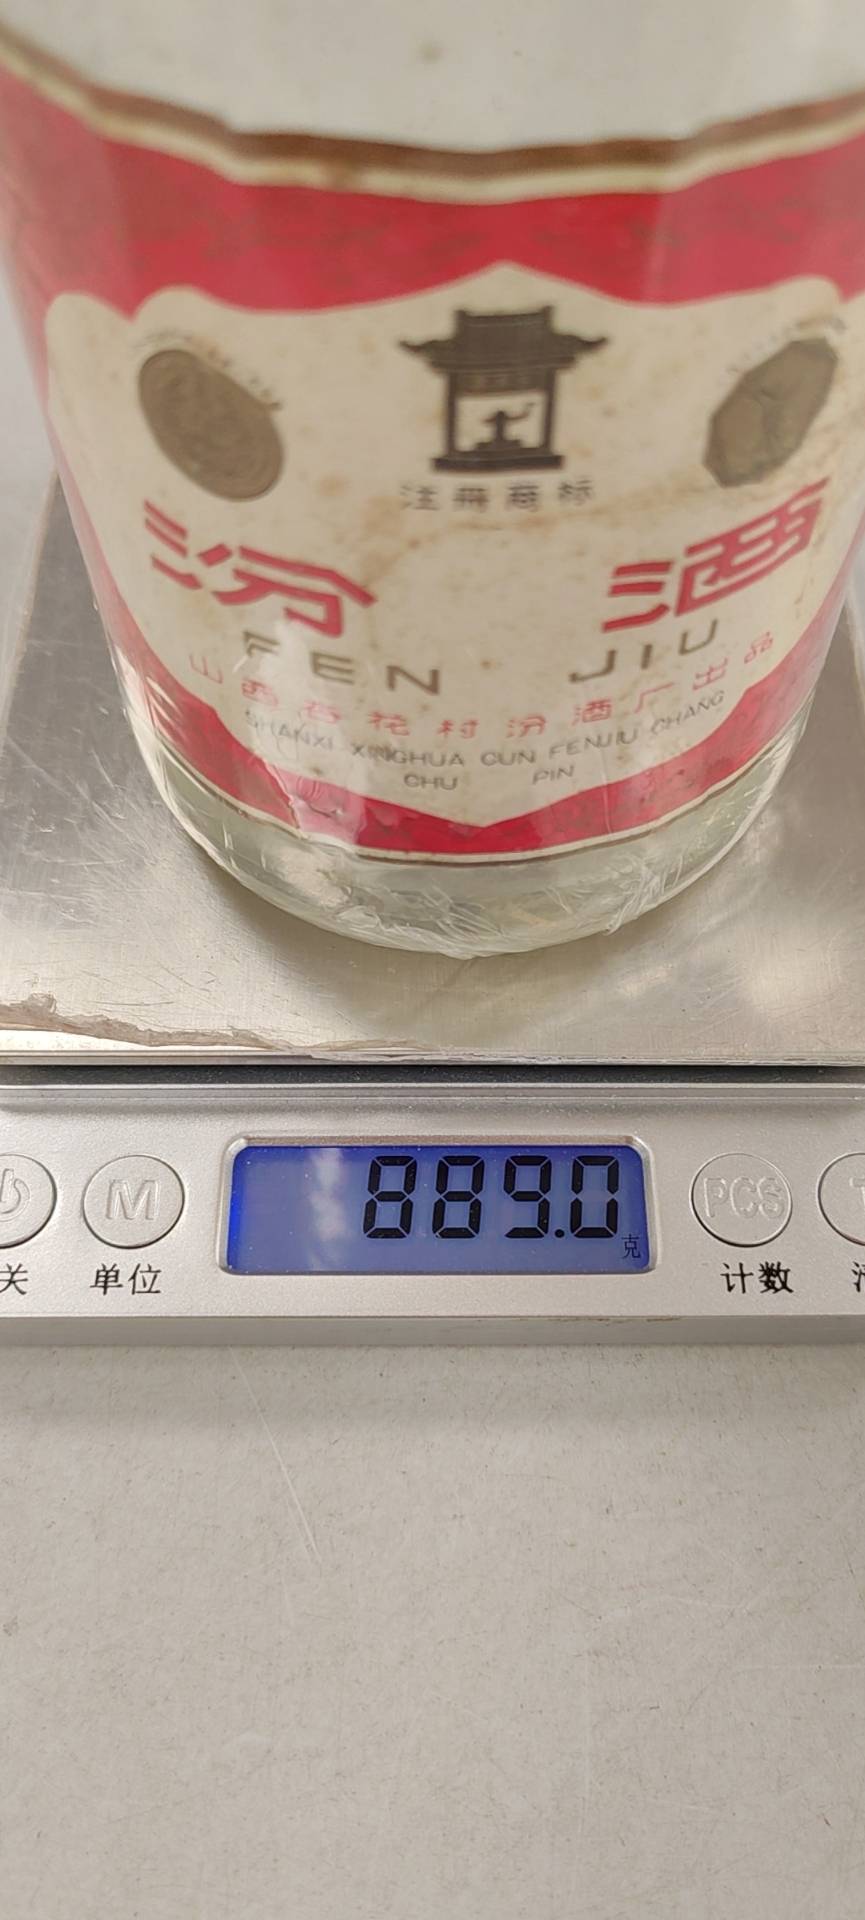 注册商标
汾酒
FEN JIU
山西杏花村汾酒厂出品
SHANXI XINGHUA CUN FENJIU CHANG
CHU PIN
889.0
克
M
PCS
关
单位
计数